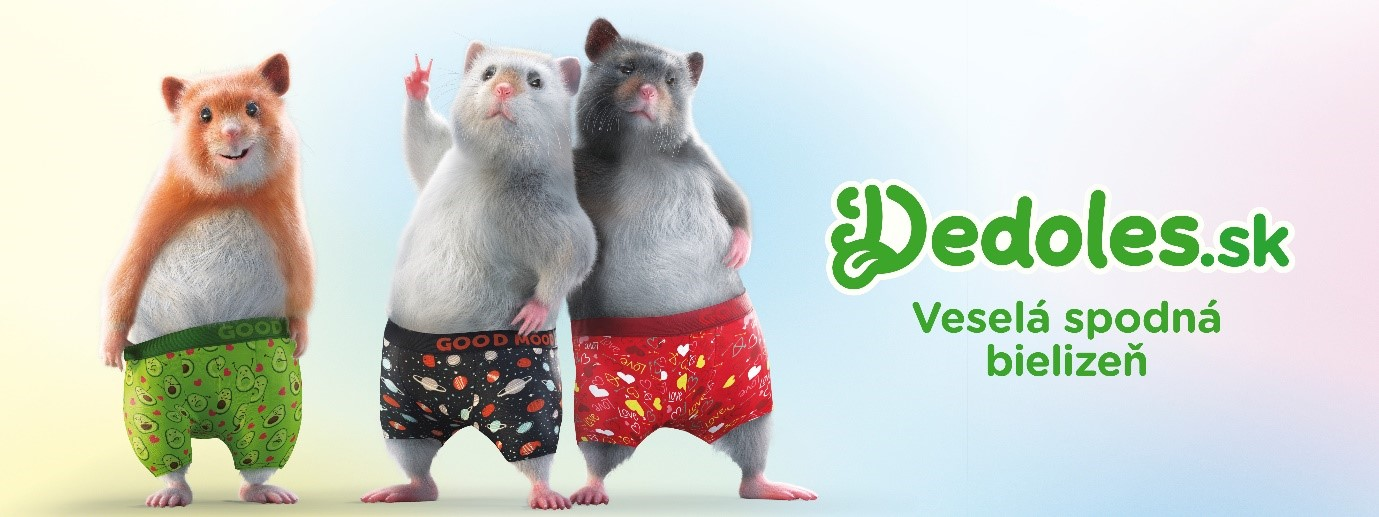 GOOD
GOOD MOO
Dedoles.sk
Veselá spodná
bielizeň